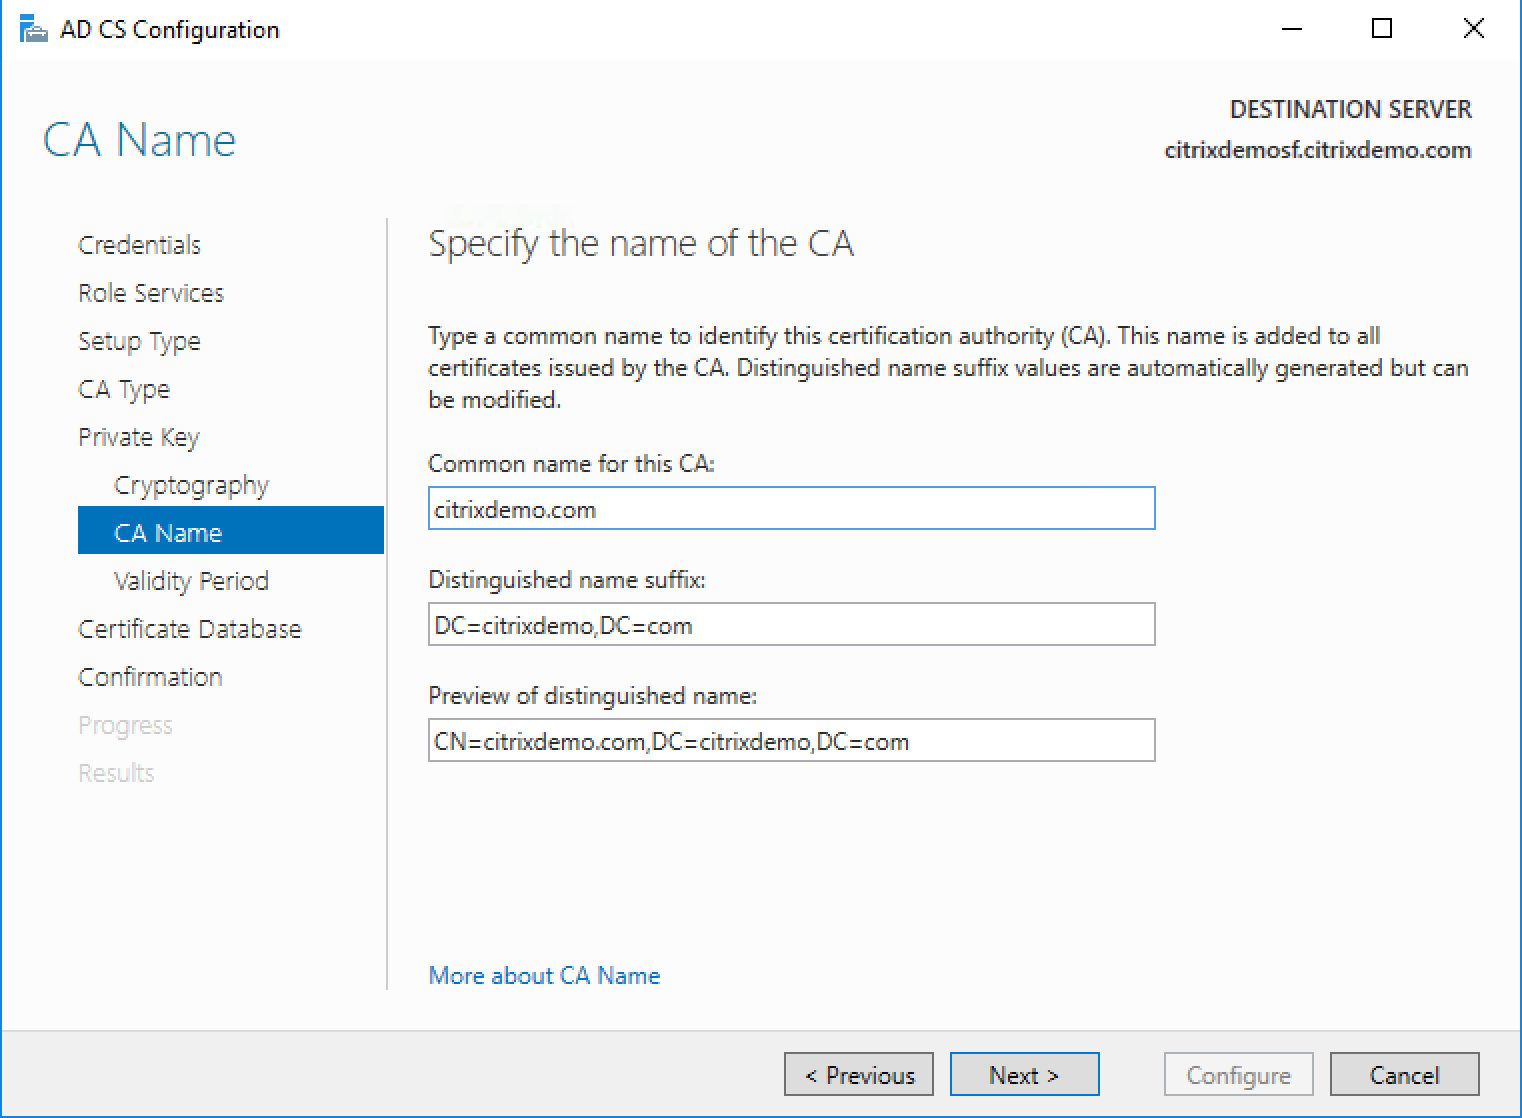 AD CS Configuration
CA Name
DESTINATION SERVER
citrixdemosf.citrixdemo.com
Credentials
Role Services
Setup Type
CA Type
Private Key
Cryptography
CA Name
Validity Period
Certificate Database
Confirmation
Progress
Results
Specify the name of the CA
Type a common name to identify this certification authority (CA). This name is added to all
certificates issued by the CA. Distinguished name suffix values are automatically generated but can
be modified.
Common name for this CA:
citrixdemo.com
Distinguished name suffix:
DC=citrixdemo,DC=com
Preview of distinguished name:
CN=citrixdemo.com,DC=citrixdemo,DC=com
More about CA Name
< Previous
Next >
Configure
Cancel